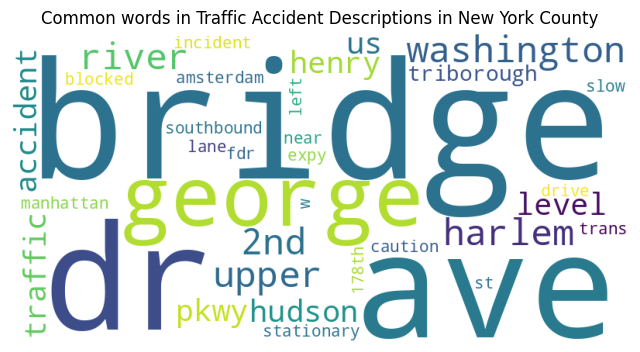 Common words in Traffic Accident Descriptions in New York County
incident
us
washington
river
henry
triborough
blocked
amsterdam
slow
accident
bridge
left
southbound
near
lane
fdr
expy
manhattan
george
w
drive
level
traffic
dr
2nd
harlem
trans
upper
caution
178th
ave
st
pkwy
hudson
stationary